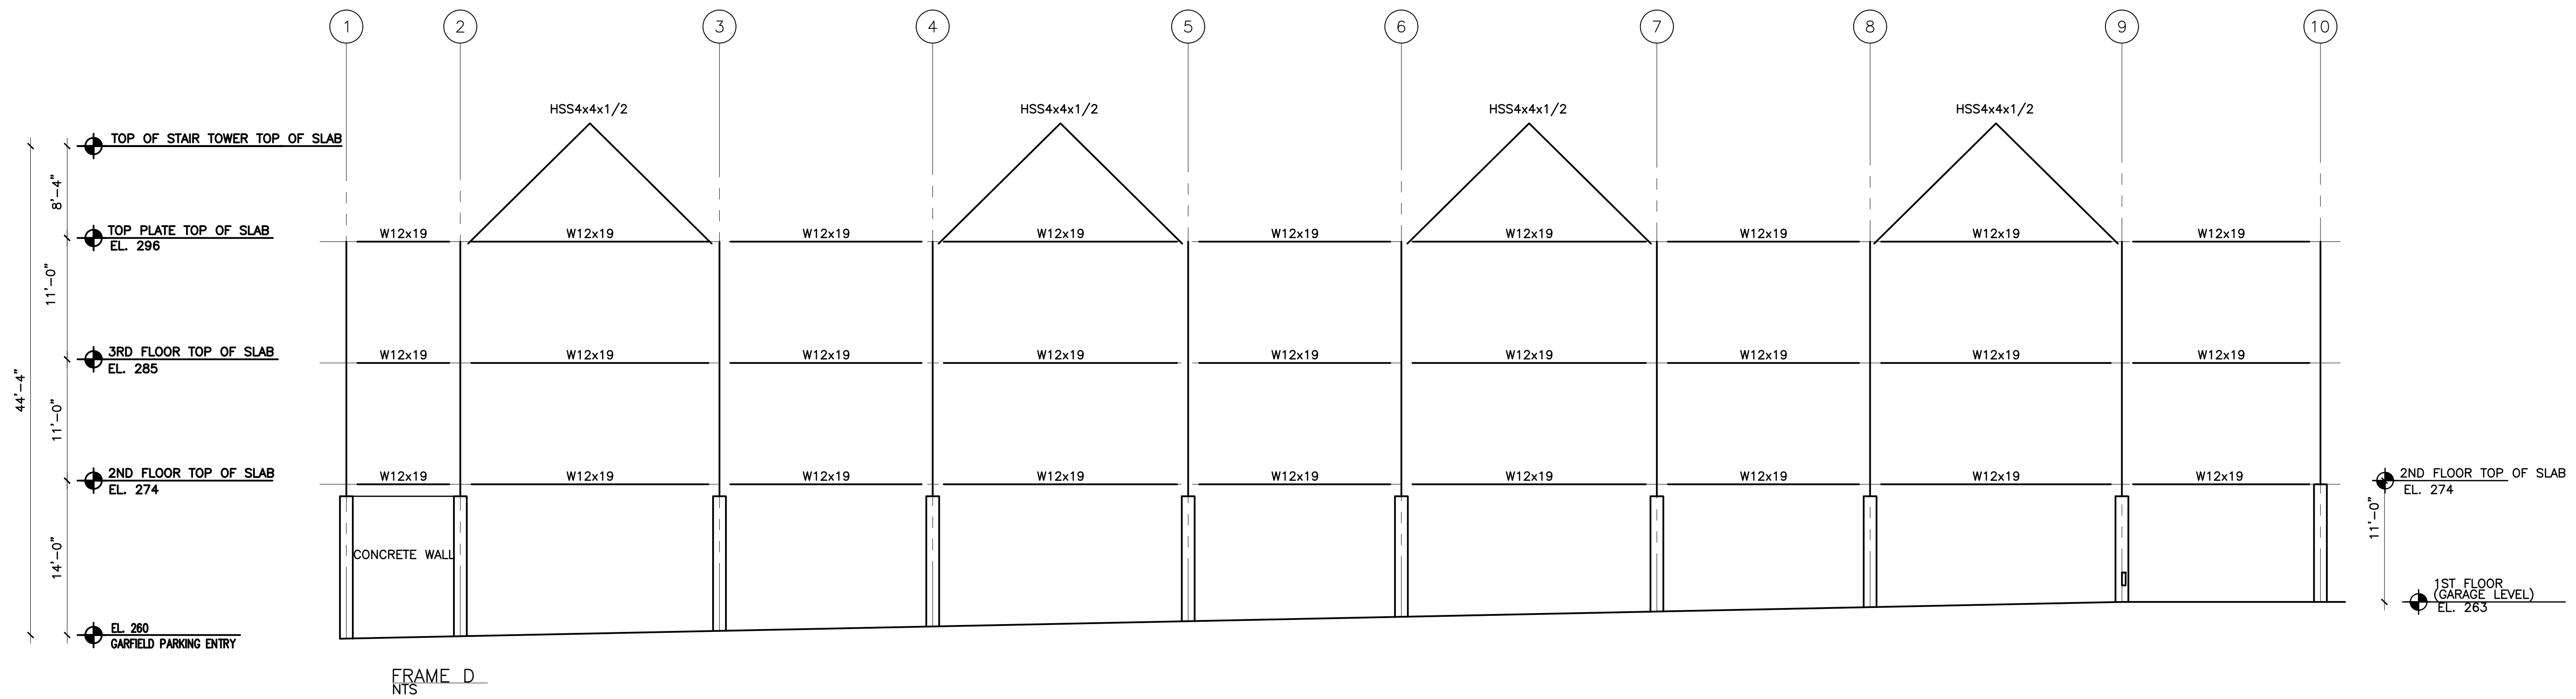 1 2 3 4 5 6 7 8 9 10
HSS4x4x1/2 HSS4x4x1/2 HSS4x4x1/2 HSS4x4x1/2
TOP OF STAIR TOWER TOP OF SLAB
8'-4"
TOP PLATE TOP OF SLAB
EL. 296
W12x19 W12x19 W12x19 W12x19 W12x19 W12x19 W12x19 W12x19 W12x19
11'-0"
3RD FLOOR TOP OF SLAB
EL. 285
W12x19 W12x19 W12x19 W12x19 W12x19 W12x19 W12x19 W12x19 W12x19
44'-4"
11'-0"
2ND FLOOR TOP OF SLAB
EL. 274
W12x19 W12x19 W12x19 W12x19 W12x19 W12x19 W12x19 W12x19 W12x19
2ND FLOOR TOP OF SLAB
EL. 274
11'-0"
14'-0"
CONCRETE WALL
1ST FLOOR
(GARAGE LEVEL)
EL. 263
EL. 260
GARFIELD PARKING ENTRY
FRAME D
NTS